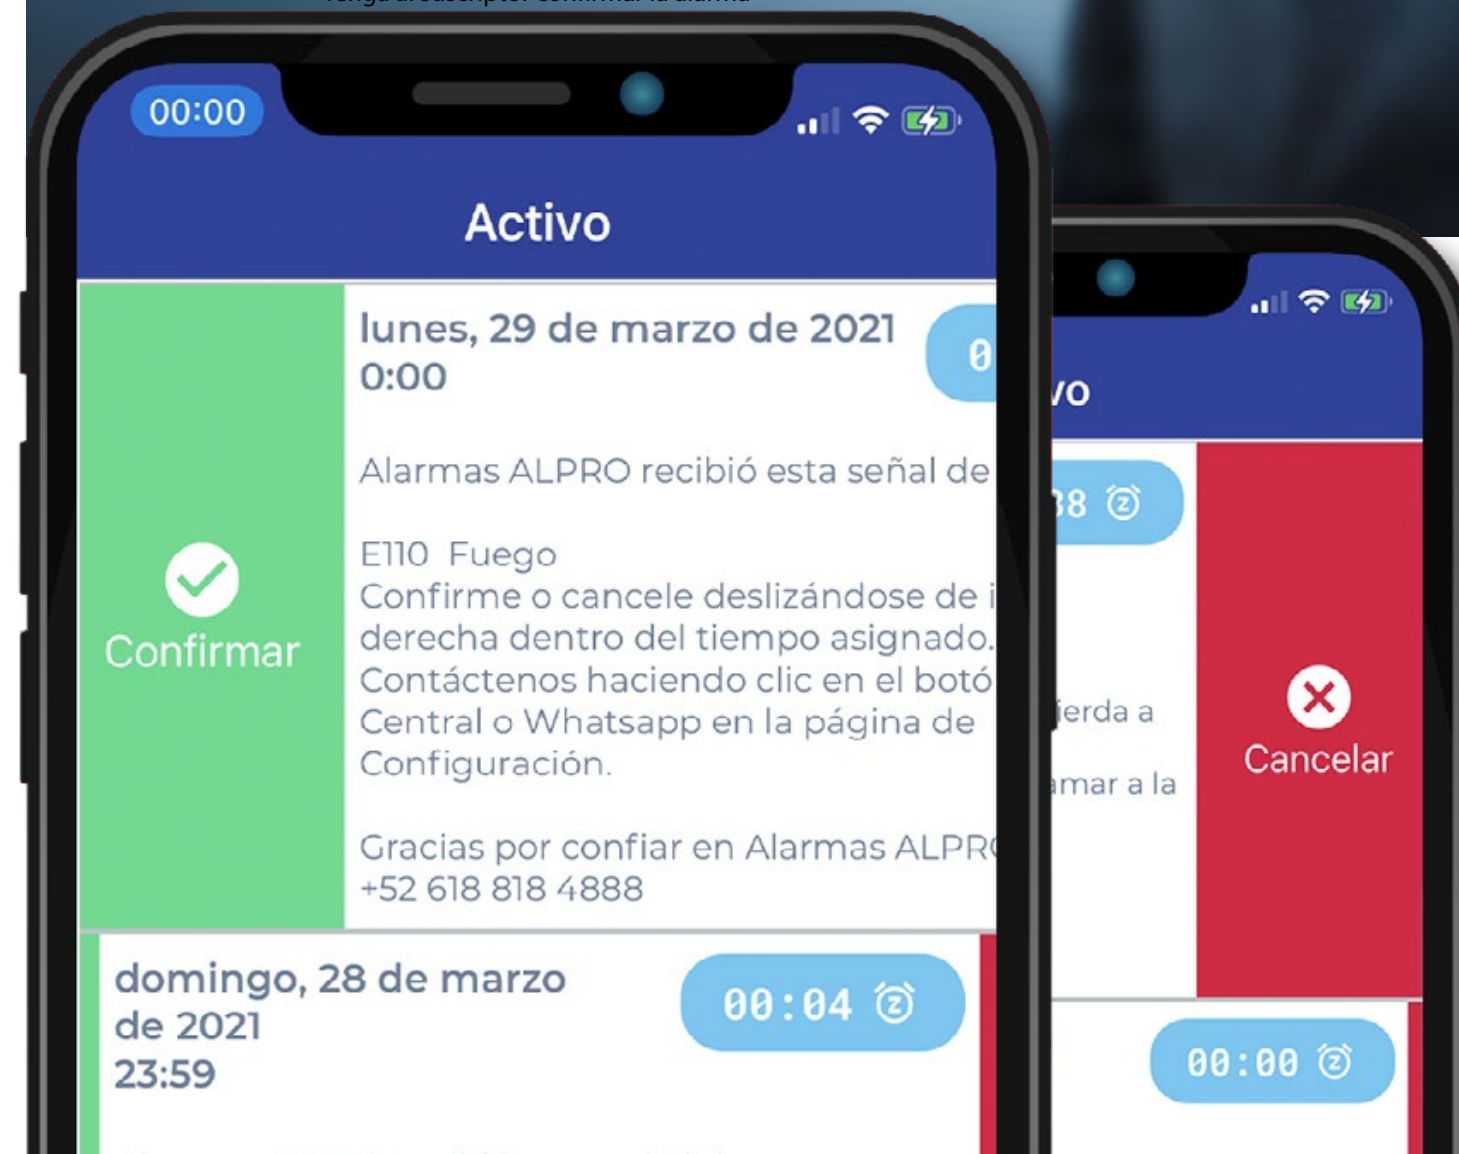 00:00
Activo
lunes, 29 de marzo de 2021
0:00
Alarmas ALPRO recibió esta señal de
E110 Fuego
Confirme o cancele deslizándose de i
derecha dentro del tiempo asignado.
Contáctenos haciendo clic en el botó
Central o Whatsapp en la página de
Configuración.
Gracias por confiar en Alarmas ALPRO
+52 618 818 4888
Confirmar
domingo, 28 de marzo
de 2021
23:59
00:04
vo
38
ierda a
amar a la
Cancelar
00:00